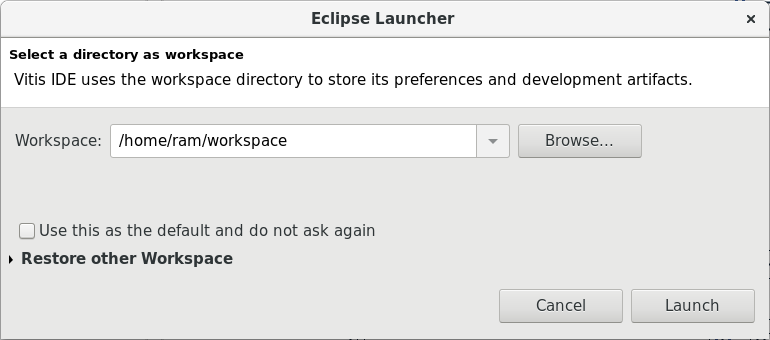 Eclipse Launcher
Select a directory as workspace
Vitis IDE uses the workspace directory to store its preferences and development artifacts.
Workspace: /home/ram/workspace Browse...
Use this as the default and do not ask again
Restore other Workspace
Cancel Launch